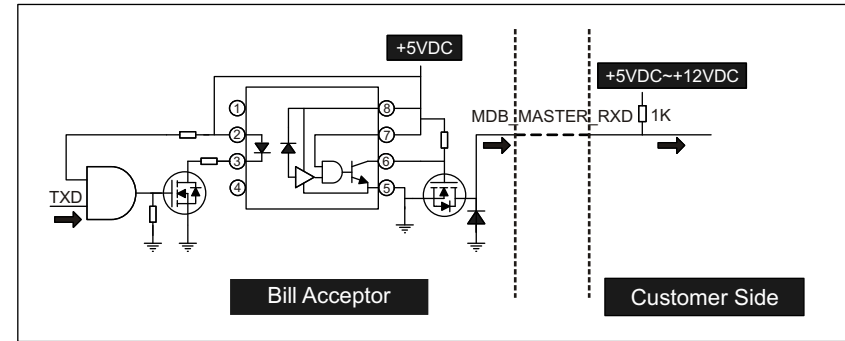 +5VDC
+5VDC~+12VDC
① ⑧
MDB_MASTER_RXD 1K
② ⑦
③ ⑥
④ ⑤
TXD
Bill Acceptor
Customer Side